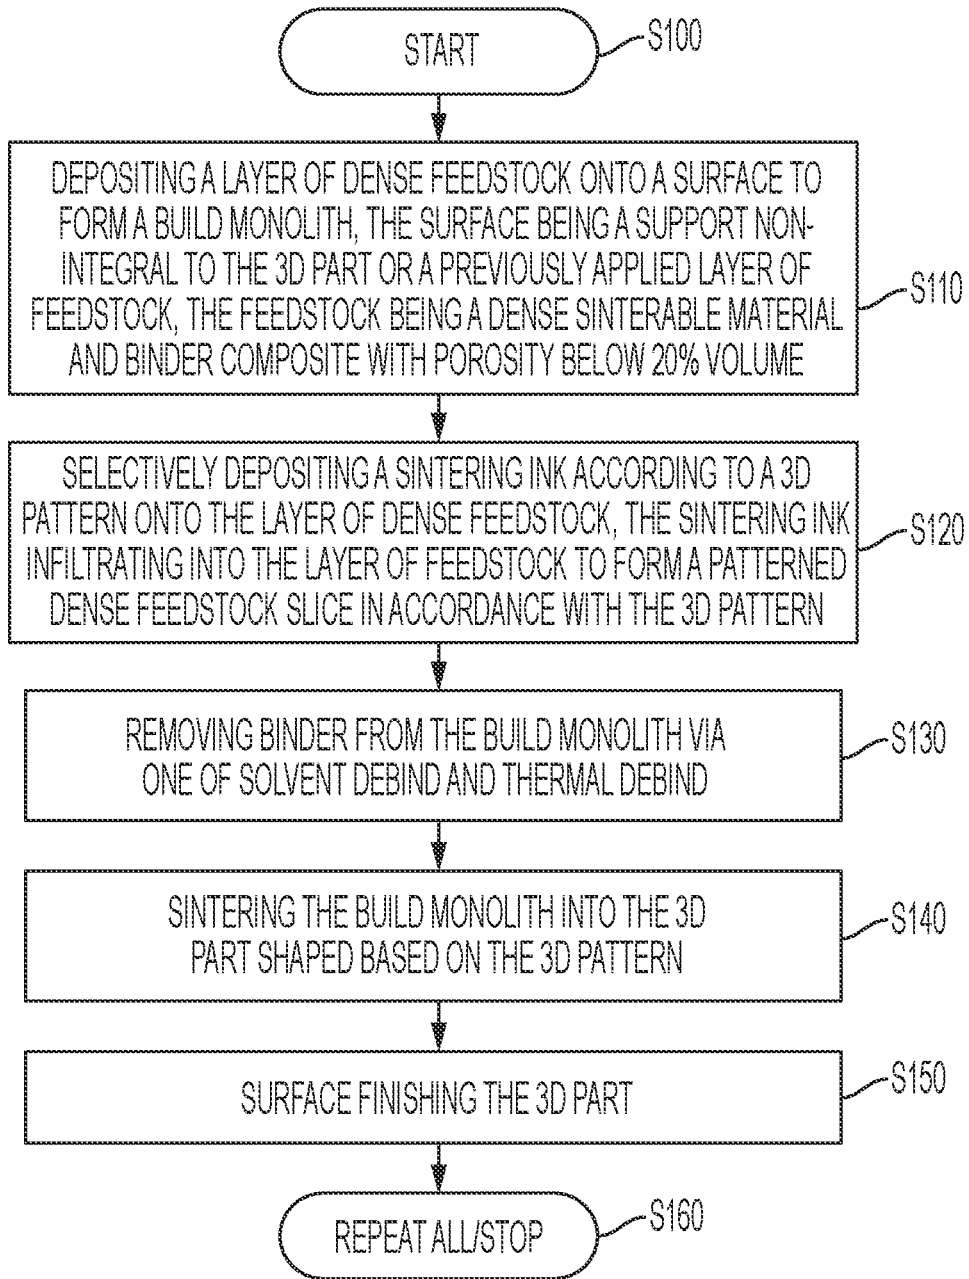 START
S100
DEPOSITING A LAYER OF DENSE FEEDSTOCK ONTO A SURFACE TO
FORM A BUILD MONOLITH, THE SURFACE BEING A SUPPORT NON-
INTEGRAL TO THE 3D PART OR A PREVIOUSLY APPLIED LAYER OF
FEEDSTOCK, THE FEEDSTOCK BEING A DENSE SINTERABLE MATERIAL
AND BINDER COMPOSITE WITH POROSITY BELOW 20% VOLUME
S110
SELECTIVELY DEPOSITING A SINTERING INK ACCORDING TO A 3D
PATTERN ONTO THE LAYER OF DENSE FEEDSTOCK, THE SINTERING INK
INFILTRATING INTO THE LAYER OF FEEDSTOCK TO FORM A PATTERNED
DENSE FEEDSTOCK SLICE IN ACCORDANCE WITH THE 3D PATTERN
S120
REMOVING BINDER FROM THE BUILD MONOLITH VIA
ONE OF SOLVENT DEBIND AND THERMAL DEBIND
S130
SINTERING THE BUILD MONOLITH INTO THE 3D
PART SHAPED BASED ON THE 3D PATTERN
S140
SURFACE FINISHING THE 3D PART
S150
REPEAT ALL/STOP
S160